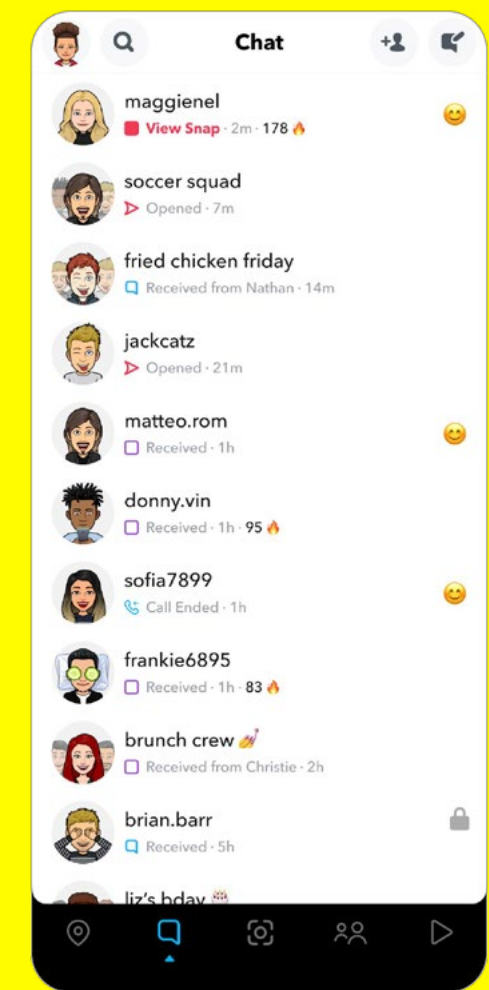 Chat
maggienel
View Snap · 2m · 178 🔥
soccer squad
Opened · 7m
fried chicken friday
Received from Nathan · 14m
jackcatz
Opened · 21m
matteo.rom
Received · 1h
donny.vin
Received · 1h · 95 🔥
sofia7899
Call Ended · 1h
frankie6895
Received · 1h · 83 🔥
brunch crew 💅
Received from Christie · 2h
brian.barr
Received · 5h
liz's bday 🎂